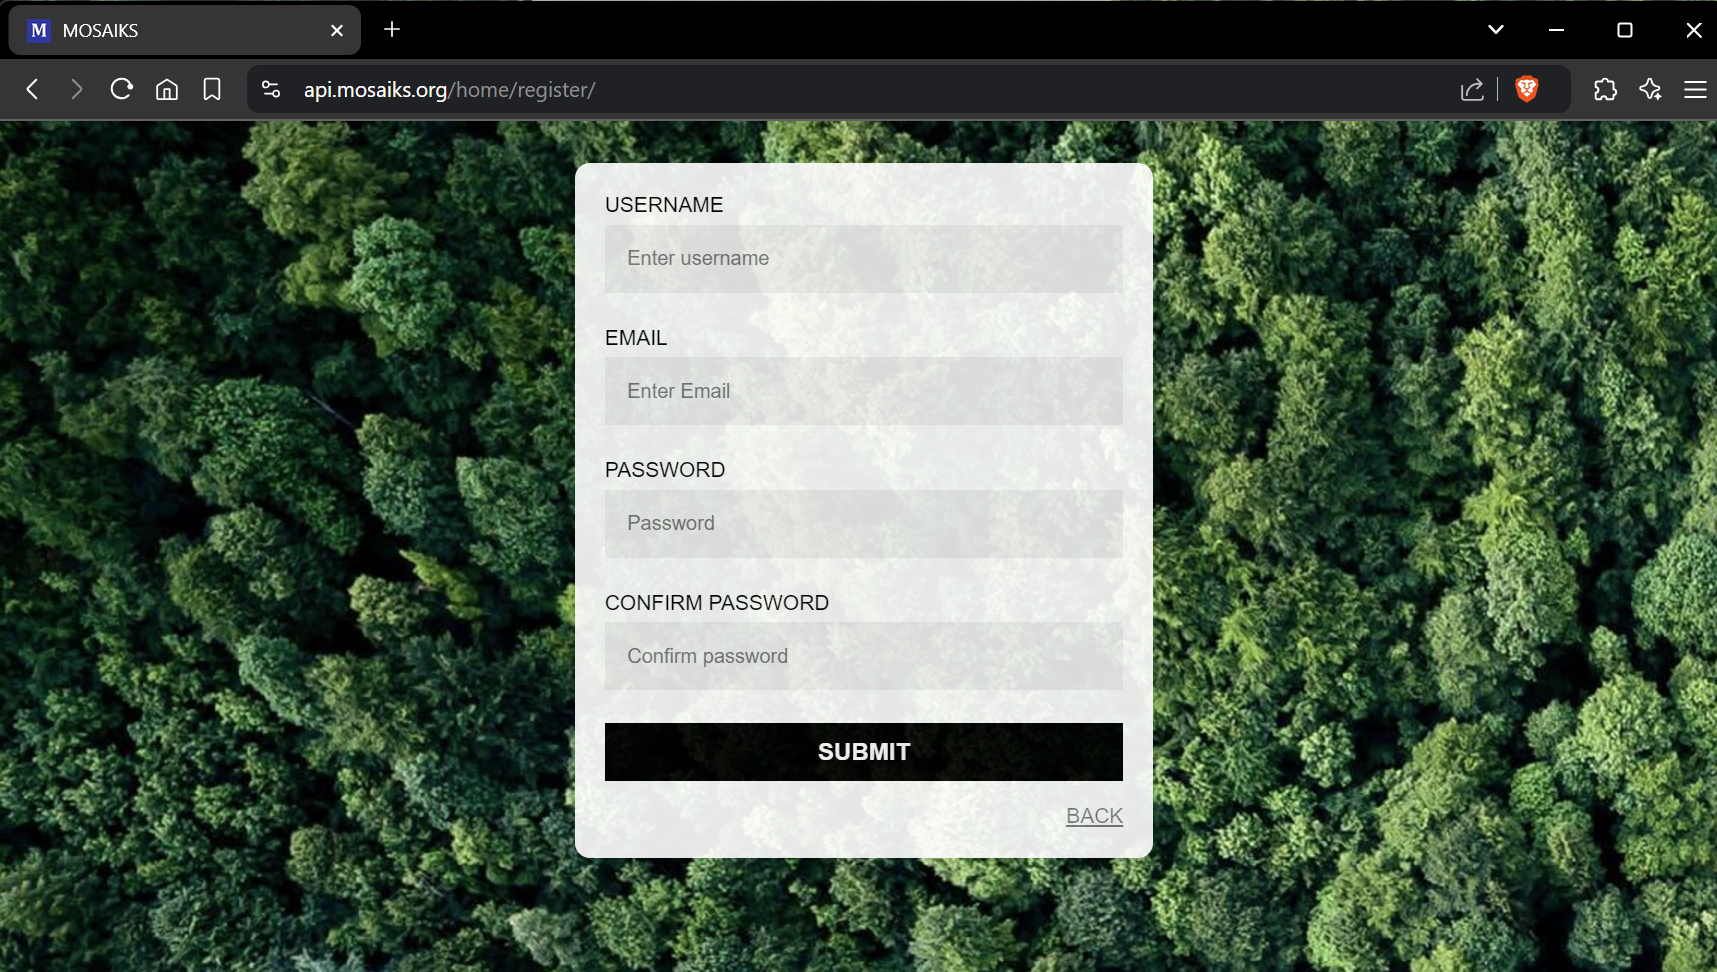 M MOSAIKS
api.mosaiks.org/home/register/
USERNAME
Enter username
EMAIL
Enter Email
PASSWORD
Password
CONFIRM PASSWORD
Confirm password
SUBMIT
BACK